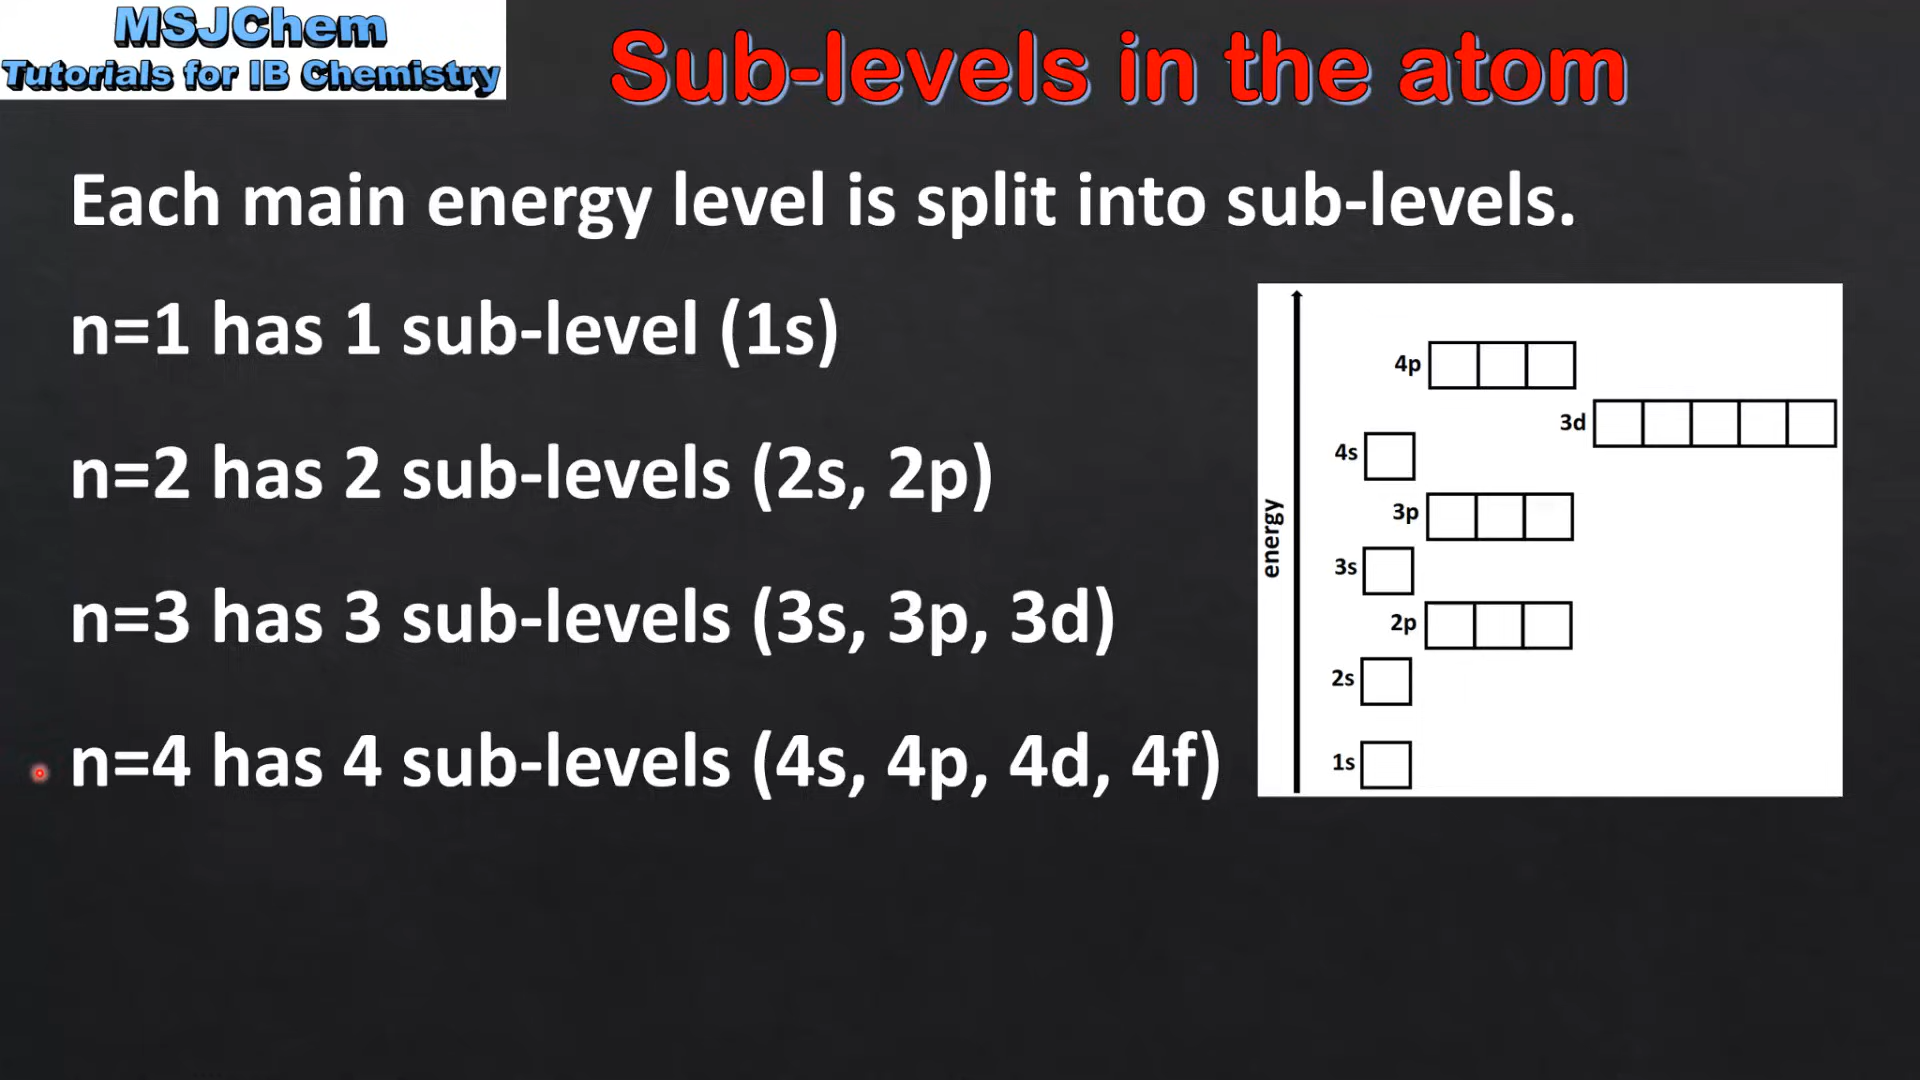 MSJChem
Tutorials for IB Chemistry
Sub-levels in the atom
Each main energy level is split into sub-levels.
n=1 has 1 sub-level (1s)
n=2 has 2 sub-levels (2s, 2p)
n=3 has 3 sub-levels (3s, 3p, 3d)
n=4 has 4 sub-levels (4s, 4p, 4d, 4f)
energy
4p
3d
4s
3p
3s
2p
2s
1s